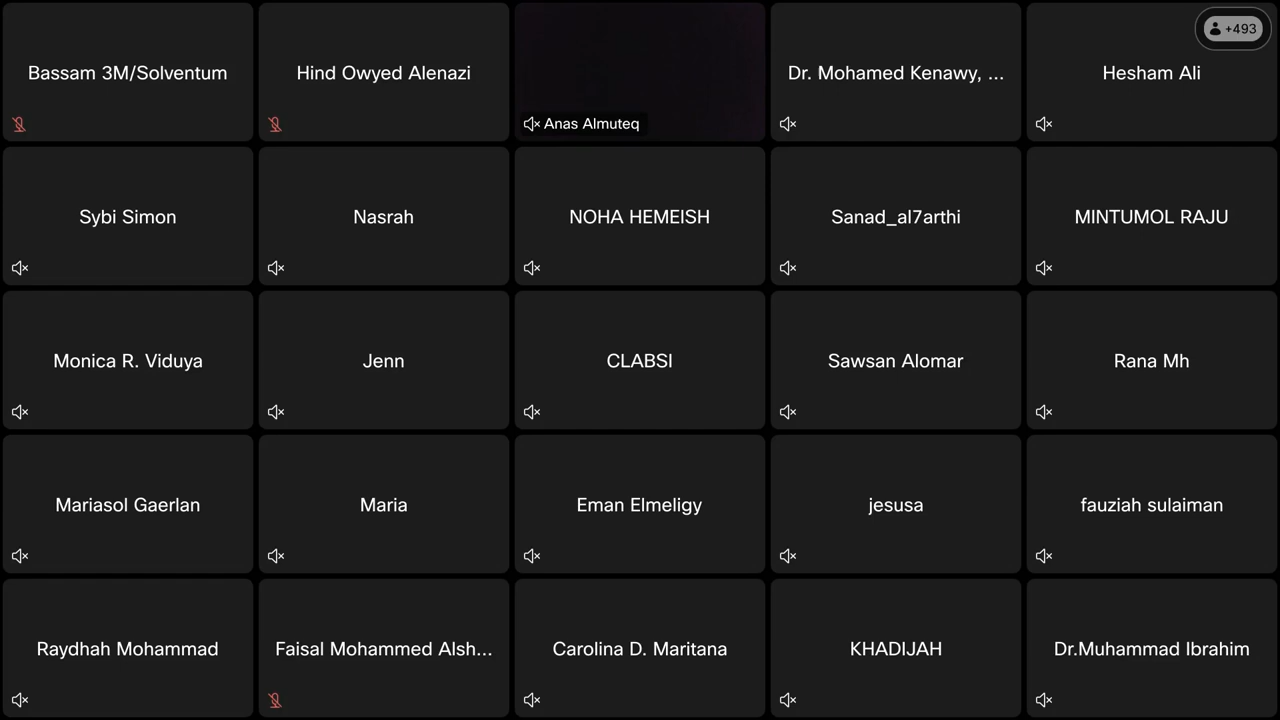 Bassam 3M/Solventum
Hind Owyed Alenazi
Anas Almuteq
Dr. Mohamed Kenawy, ...
+493
Hesham Ali
Sybi Simon
Nasrah
NOHA HEMEISH
Sanad_al7arthi
MINTUMOL RAJU
Monica R. Viduya
Jenn
CLABSI
Sawsan Alomar
Rana Mh
Mariasol Gaerlan
Maria
Eman Elmeligy
jesusa
fauziah sulaiman
Raydhah Mohammad
Faisal Mohammed Alsh...
Carolina D. Maritana
KHADIJAH
Dr.Muhammad Ibrahim